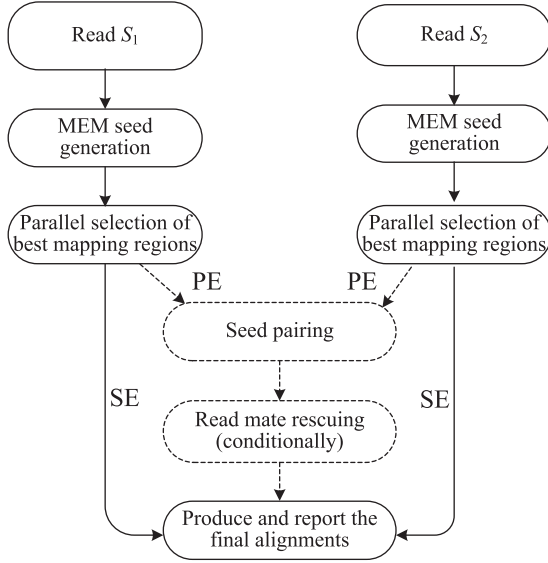 Read S1
Read S2
MEM seed
generation
MEM seed
generation
Parallel selection of
best mapping regions
Parallel selection of
best mapping regions
PE
PE
Seed pairing
SE
SE
Read mate rescuing
(conditionally)
Produce and report the
final alignments